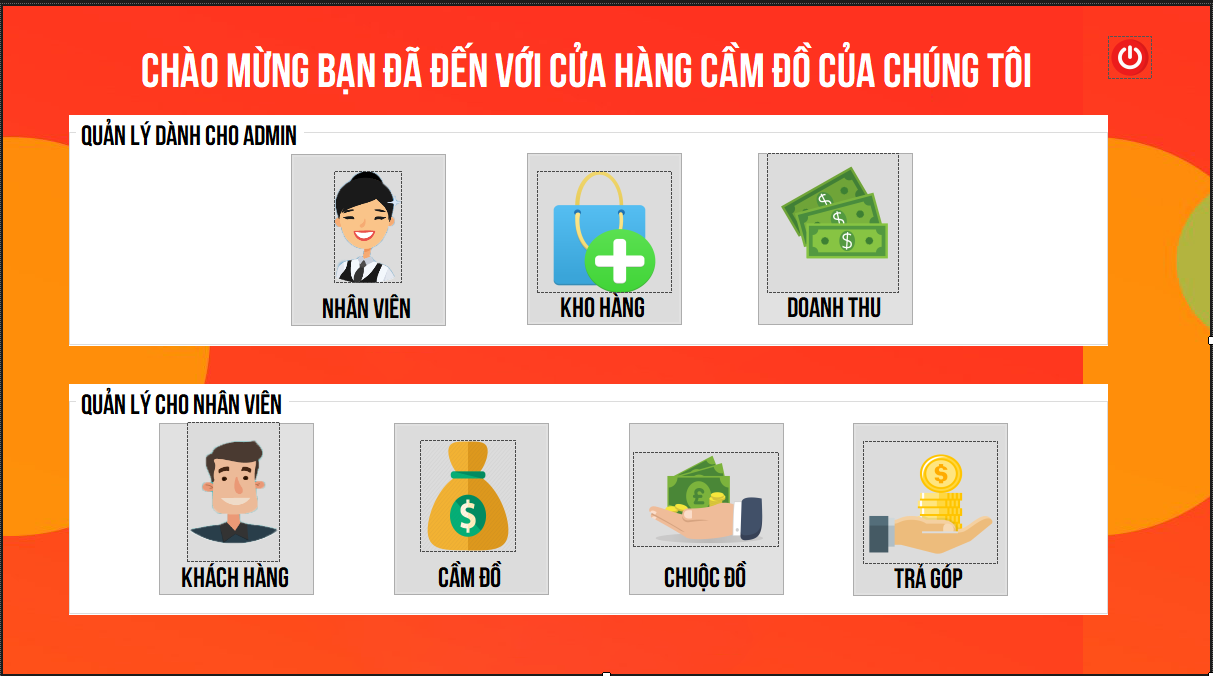 CHÀO MỪNG BẠN ĐÃ ĐẾN VỚI CỬA HÀNG CẦM ĐỒ CỦA CHÚNG TÔI
QUẢN LÝ DÀNH CHO ADMIN
NHÂN VIÊN
KHO HÀNG
DOANH THU
QUẢN LÝ CHO NHÂN VIÊN
KHÁCH HÀNG
CẦM ĐỒ
CHUỘC ĐỒ
TRẢ GÓP